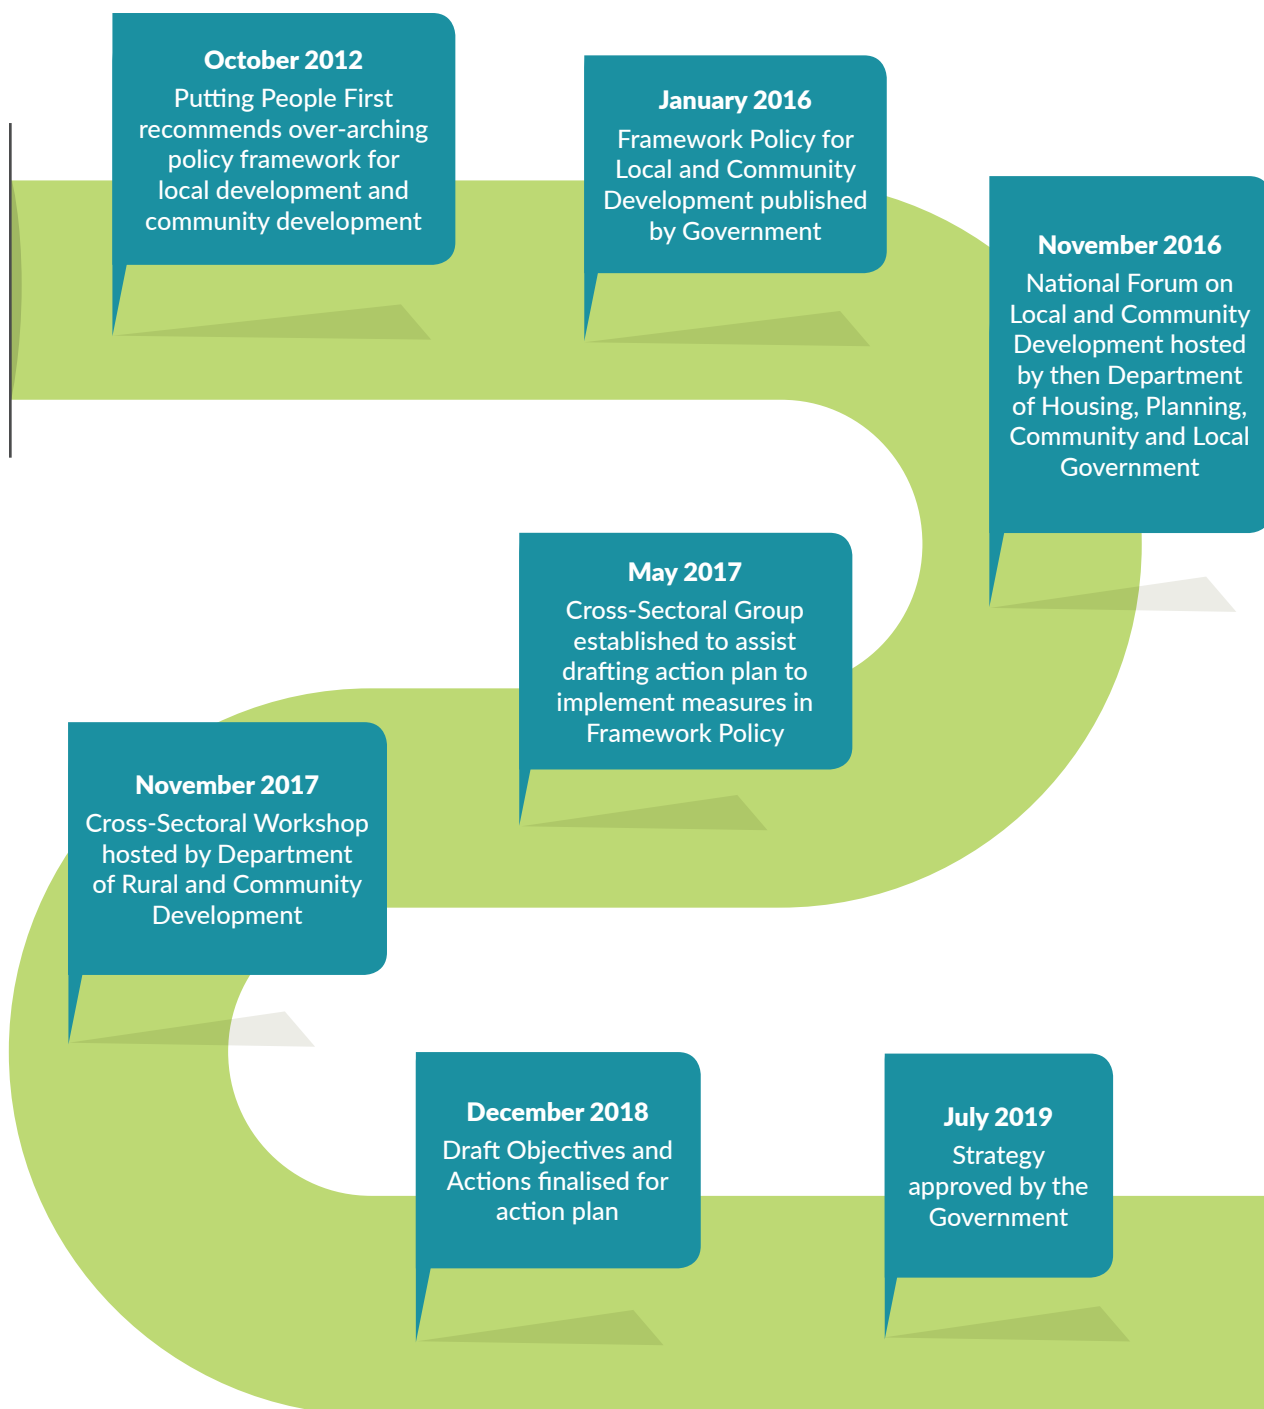 October 2012
Putting People First
recommends over-arching
policy framework for
local development and
community development
January 2016
Framework Policy for
Local and Community
Development published
by Government
November 2016
National Forum on
Local and Community
Development hosted
by then Department
of Housing, Planning,
Community and Local
Government
May 2017
Cross-Sectoral Group
established to assist
drafting action plan to
implement measures in
Framework Policy
November 2017
Cross-Sectoral Workshop
hosted by Department
of Rural and Community
Development
December 2018
Draft Objectives and
Actions finalised for
action plan
July 2019
Strategy
approved by the
Government